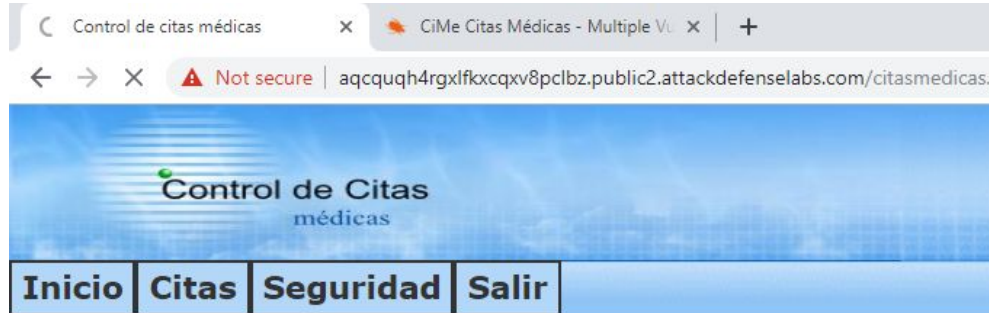 Control de citas médicas
CiMe Citas Médicas - Multiple Vu
Not secure | aqcquqh4rgxlfkxcqxv8pclbz.public2.attackdefenselabs.com/citasmedicas.
Control de Citas
médicas
Inicio Citas Seguridad Salir